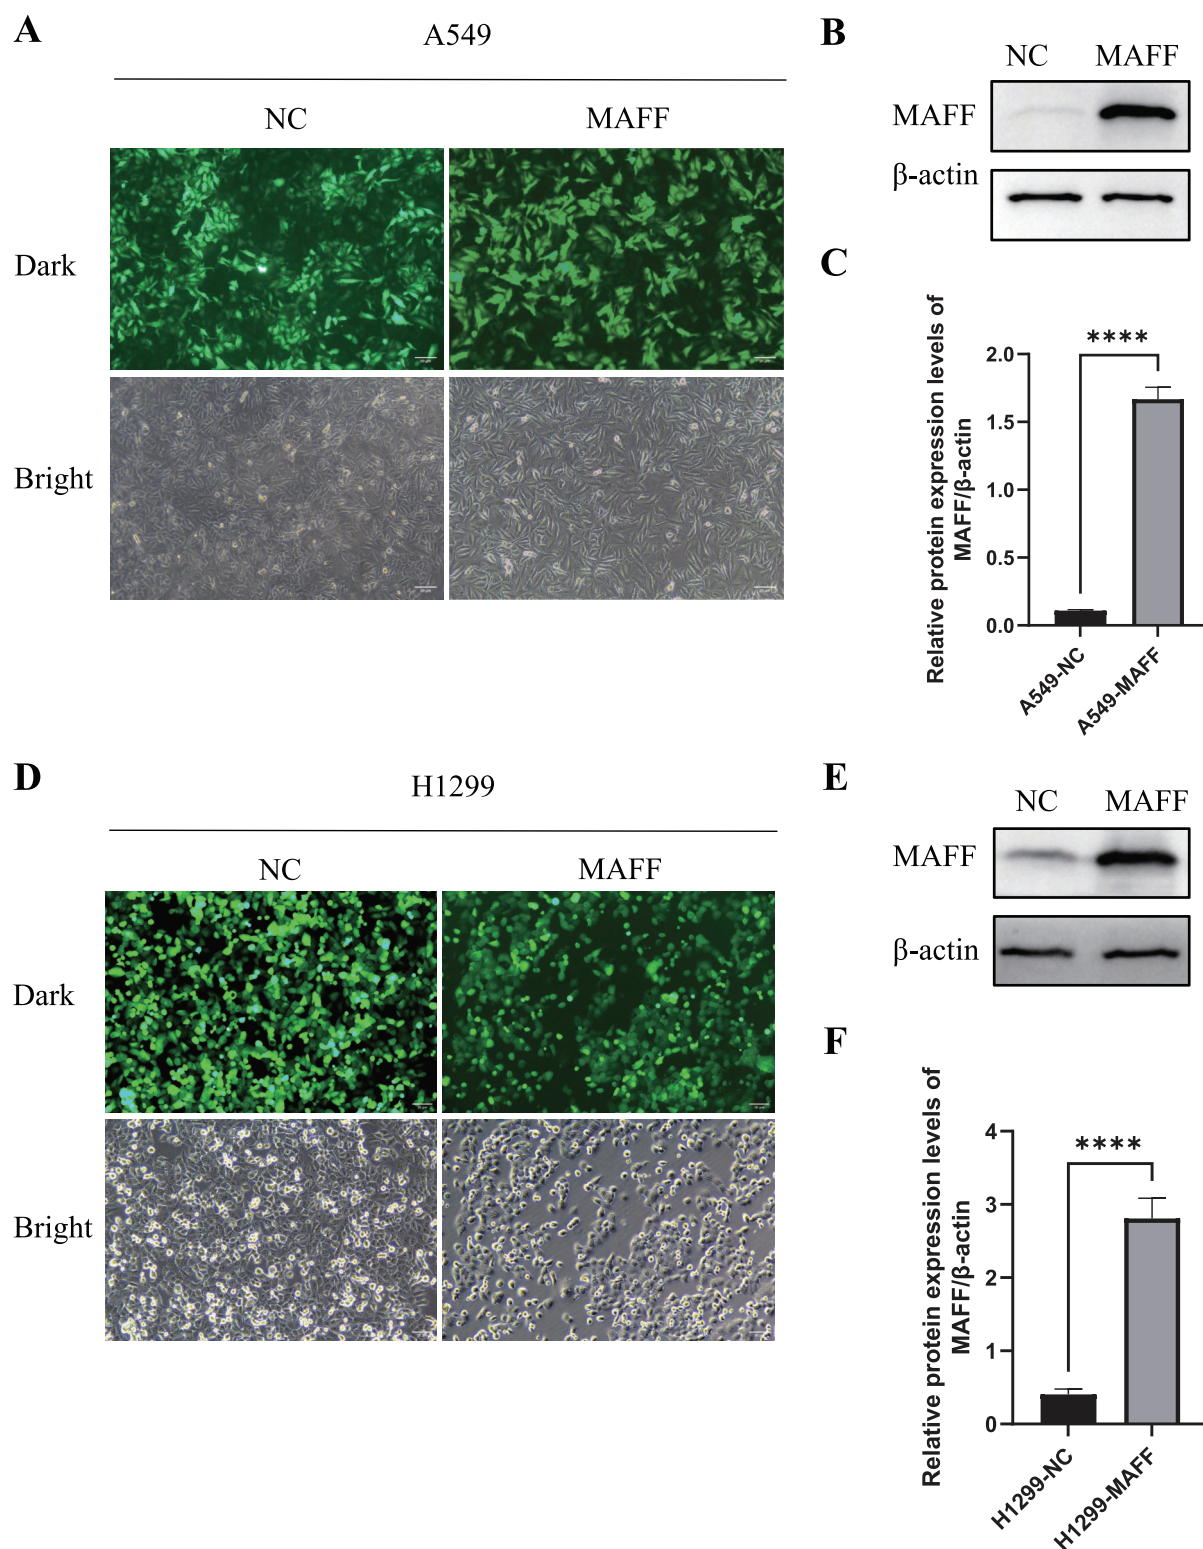 A
A549
NC MAFF
Dark
Bright
B
NC MAFF
MAFF
β-actin
C
Relative protein expression levels of
MAFF/β-actin
****
2.0
1.5
1.0
0.5
0.0
A549-NC
A549-MAFF
D
H1299
NC MAFF
Dark
Bright
E
NC MAFF
MAFF
β-actin
F
Relative protein expression levels of
MAFF/β-actin
****
4
3
2
1
0
H1299-NC
H1299-MAFF